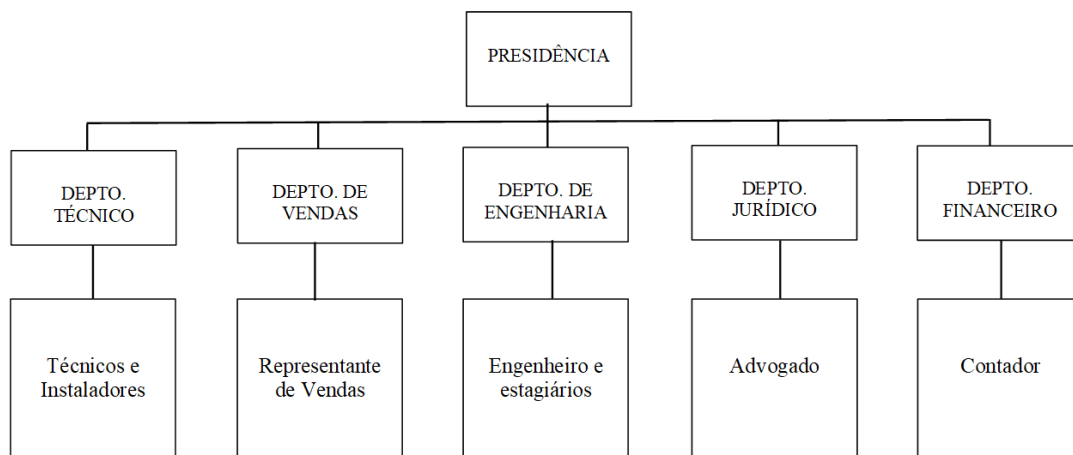 PRESIDÊNCIA
DEPTO.
TÉCNICO
DEPTO. DE
VENDAS
DEPTO. DE
ENGENHARIA
DEPTO.
JURÍDICO
DEPTO.
FINANCEIRO
Técnicos e
Instaladores
Representante
de Vendas
Engenheiro e
estagiários
Advogado
Contador